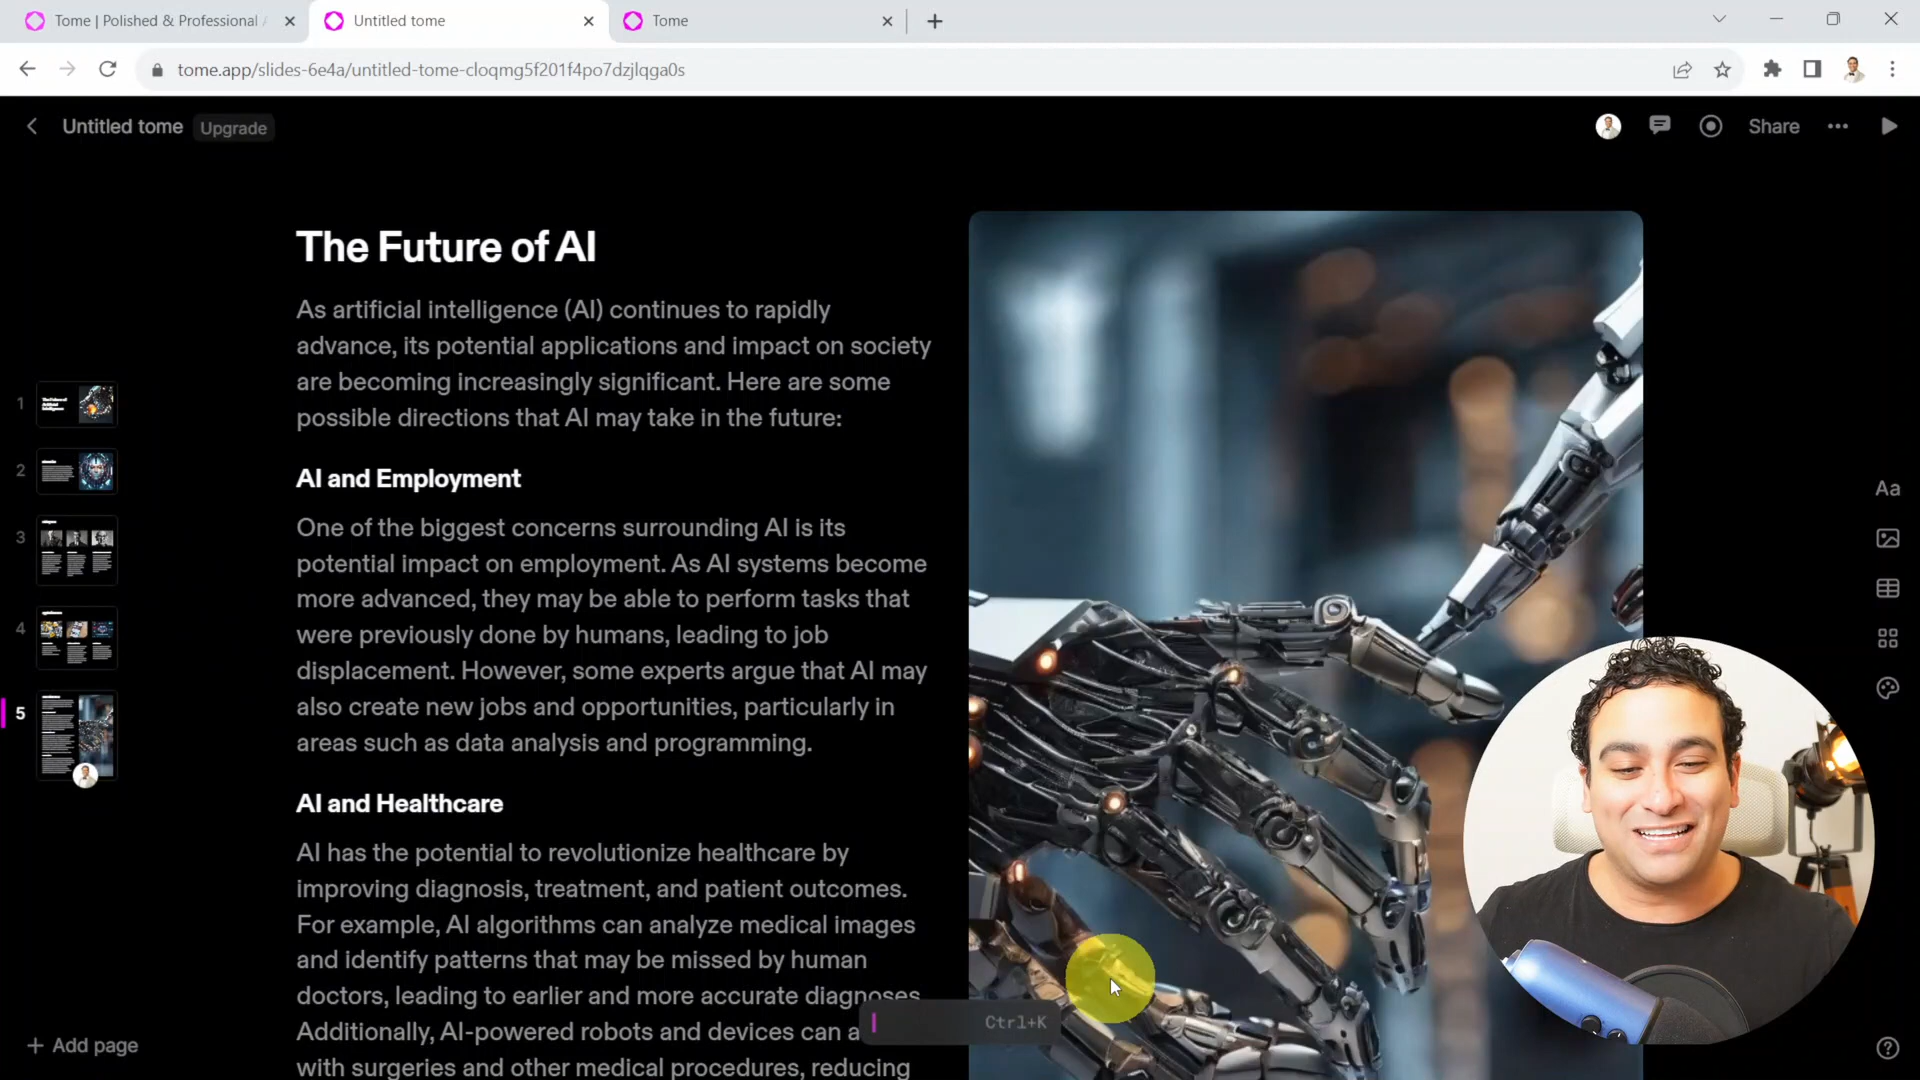 Tome | Polished & Professional
Untitled tome
Tome
tome.app/slides-6e4a/untitled-tome-cloqmg5f201f4po7dzjlqga0s
Untitled tome
Upgrade
Share
The Future of AI
As artificial intelligence (AI) continues to rapidly
advance, its potential applications and impact on society
are becoming increasingly significant. Here are some
possible directions that AI may take in the future:
AI and Employment
One of the biggest concerns surrounding AI is its
potential impact on employment. As AI systems become
more advanced, they may be able to perform tasks that
were previously done by humans, leading to job
displacement. However, some experts argue that AI may
also create new jobs and opportunities, particularly in
areas such as data analysis and programming.
AI and Healthcare
AI has the potential to revolutionize healthcare by
improving diagnosis, treatment, and patient outcomes.
For example, AI algorithms can analyze medical images
and identify patterns that may be missed by human
doctors, leading to earlier and more accurate diagnoses.
Additionally, AI-powered robots and devices can a
with surgeries and other medical procedures, reducing
Ctrl+K
1
The Future of
Artificial
Intelligence
2
3
4
5
+ Add page
Aa
?